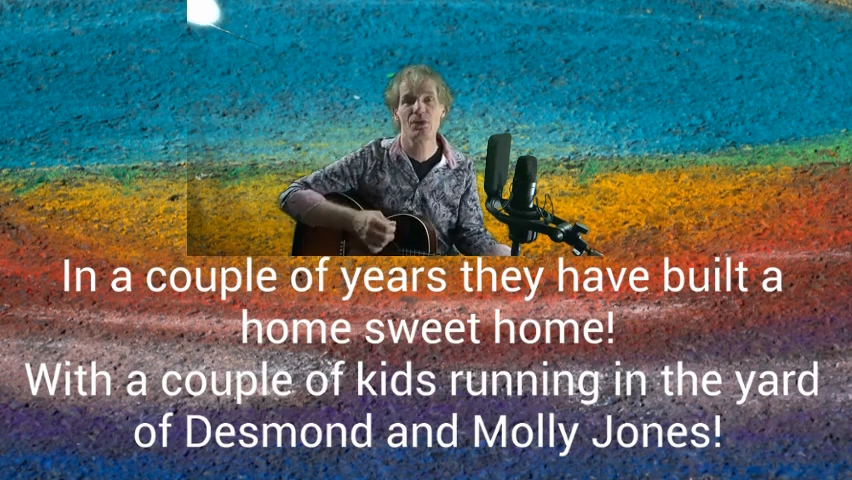 In a couple of years they have built a
home sweet home!
With a couple of kids running in the yard
of Desmond and Molly Jones!